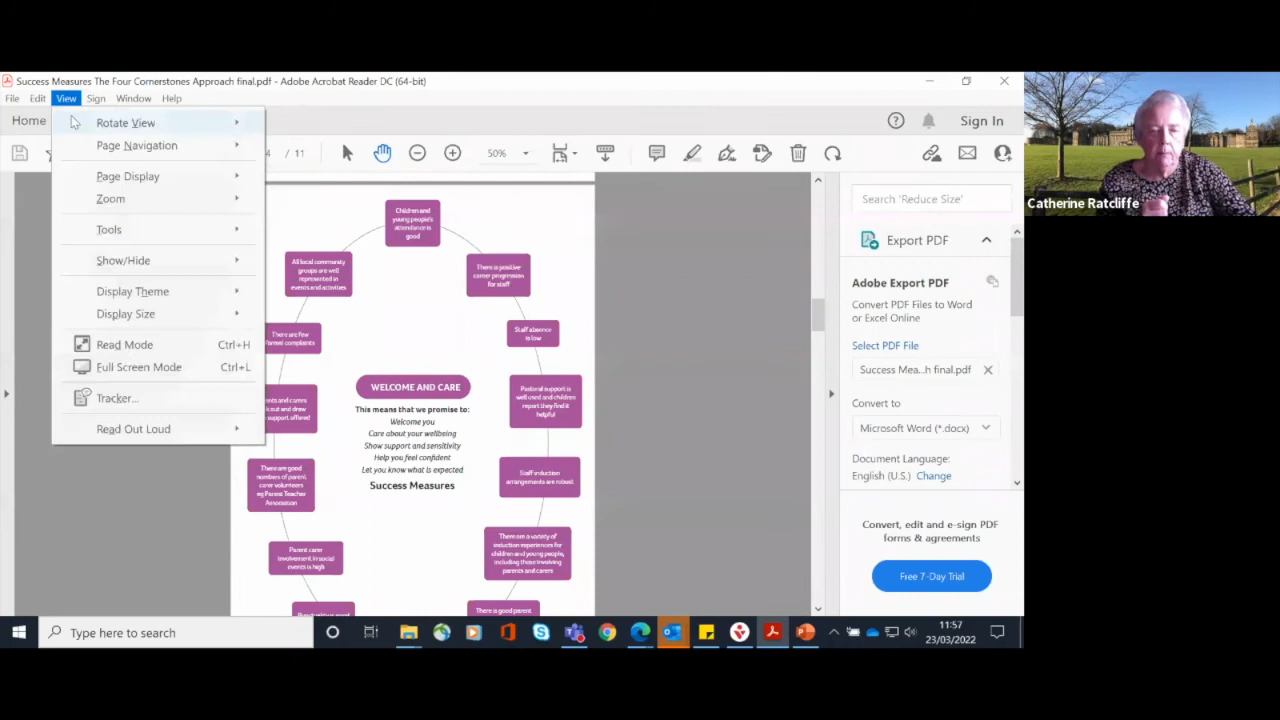 Success Measures The Four Cornerstones Approach final.pdf - Adobe Acrobat Reader DC (64-bit)
File Edit View Sign Window Help
Home
Sign In
4 / 11
50%
Rotate View
Page Navigation
Page Display
Zoom
Tools
Show/Hide
Display Theme
Display Size
Read Mode Ctrl+H
Full Screen Mode Ctrl+L
Tracker...
Read Out Loud
Children and
young people's
attendance is
good
All local community
groups are well
represented in
events and activities
There is positive
career progression
for staff
There are few
formal complaints
Staff absence
is low
WELCOME AND CARE
This means that we promise to:
Welcome you
Care about your wellbeing
Show support and sensitivity
Help you feel confident
Let you know what is expected
Success Measures
Pastoral support is
well used and children
report they find it
helpful
There are good
numbers of parent
carer volunteers
eg Parent Teacher
Association
Staff induction
arrangements are robust
There are a variety of
induction experiences for
children and young people,
including those involving
parents and carers
Parent carer
involvement in social
events is high
There is good parent
Search 'Reduce Size'
Export PDF
Adobe Export PDF
Convert PDF Files to Word
or Excel Online
Select PDF File
Success Mea...h final.pdf
Convert to
Microsoft Word (*.docx)
Document Language:
English (U.S.) Change
Convert, edit and e-sign PDF
forms & agreements
Free 7-Day Trial
Catherine Ratcliffe
Type here to search
11:57
23/03/2022